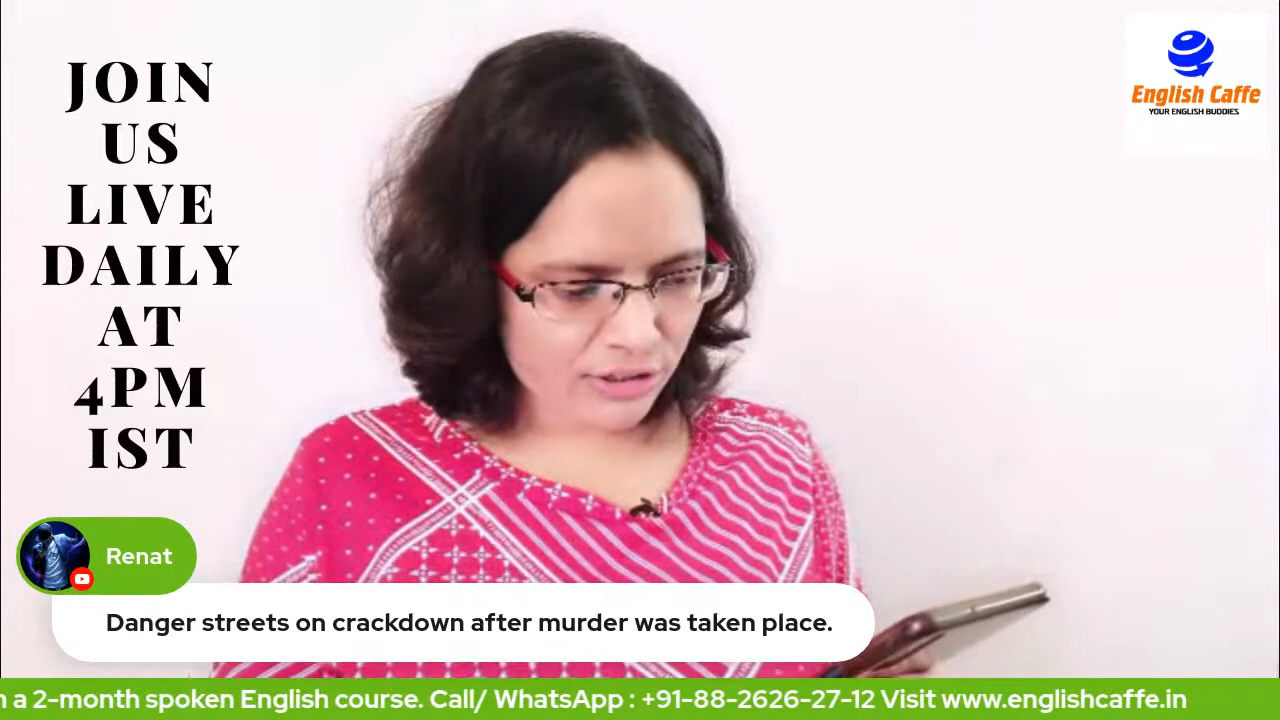 JOIN
US
LIVE
DAILY
AT
4PM
IST
English Caffe
YOUR ENGLISH BUDDIES
Renat
Danger streets on crackdown after murder was taken place.
a 2-month spoken English course. Call/ WhatsApp : +91-88-2626-27-12 Visit www.englishcaffe.in